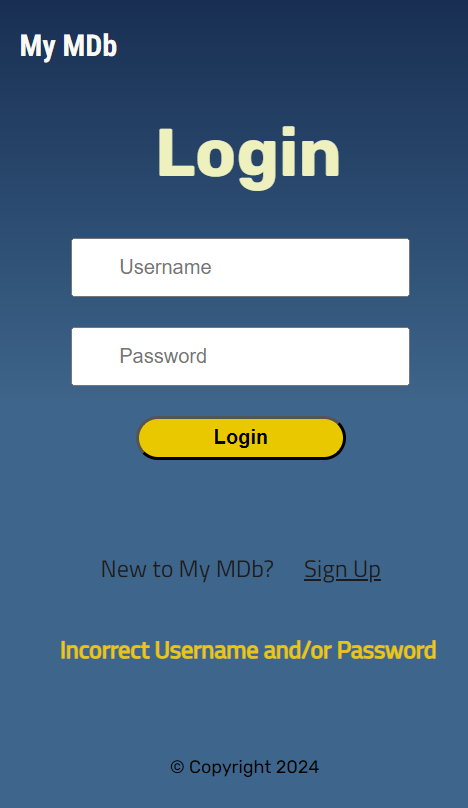 My MDb
Login
Username
Password
Login
New to My MDb? Sign Up
Incorrect Username and/or Password
© Copyright 2024